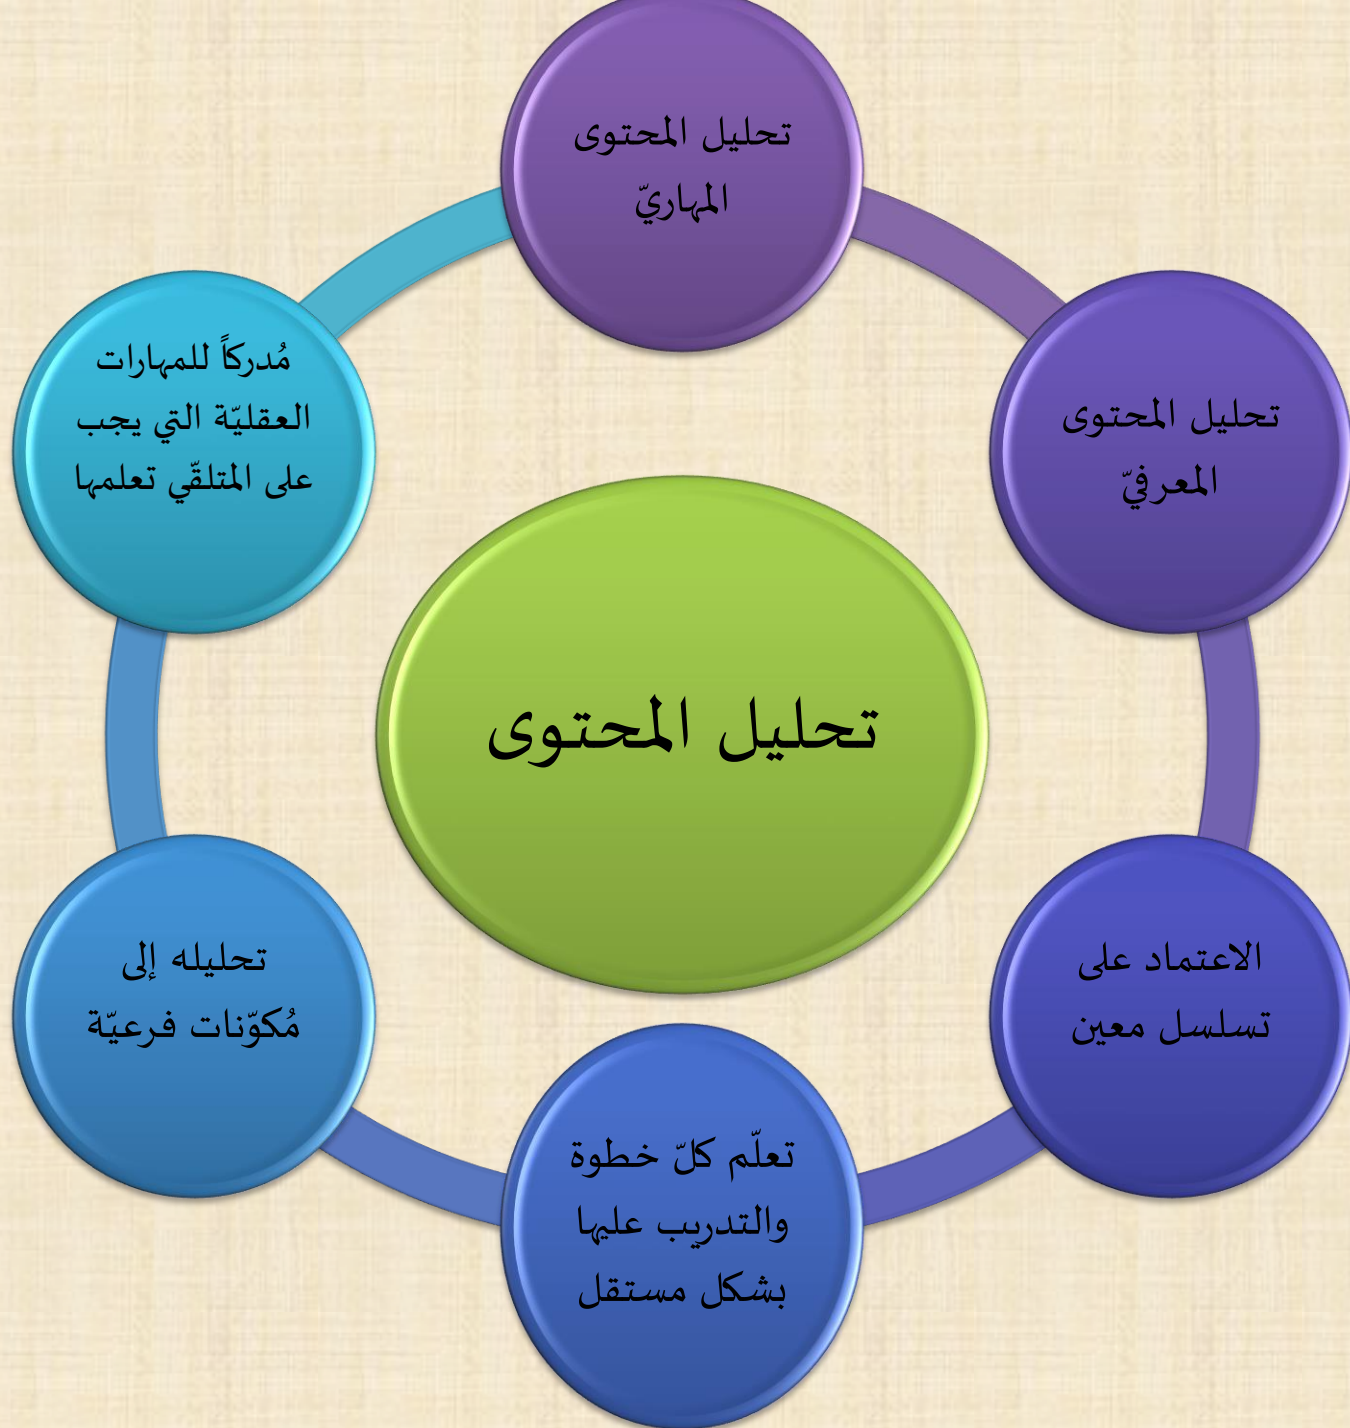 تحليل المحتوى
المهاريّ
تحليل المحتوى
المعرفيّ
الاعتماد على
تسلسل معين
تعلّم كلّ خطوة
والتدريب عليها
بشكل مستقل
تحليله إلى
مُكوّنات فرعيّة
مُدركاً للمهارات
العقليّة التي يجب
على المتلقّي تعلمها
تحليل المحتوى